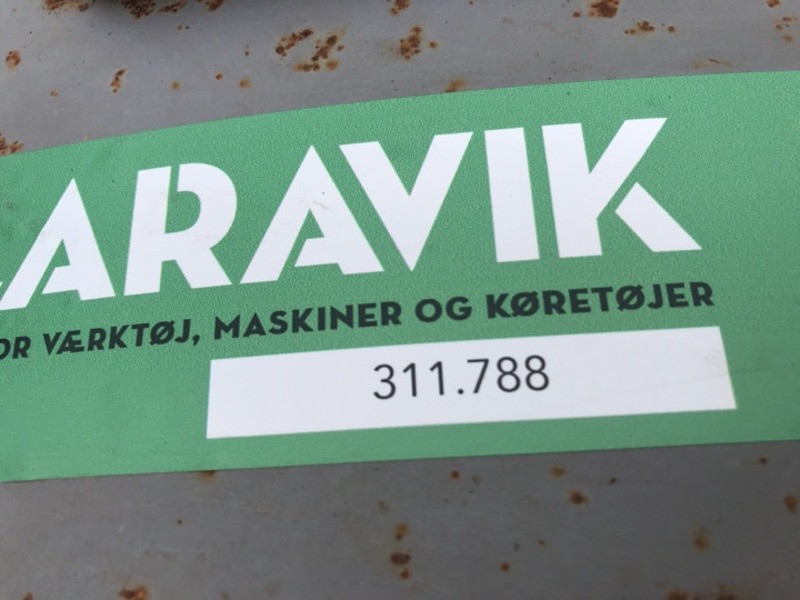 ARAVIK
OR VÆRKTØJ, MASKINER OG KØRETØJER
311.788